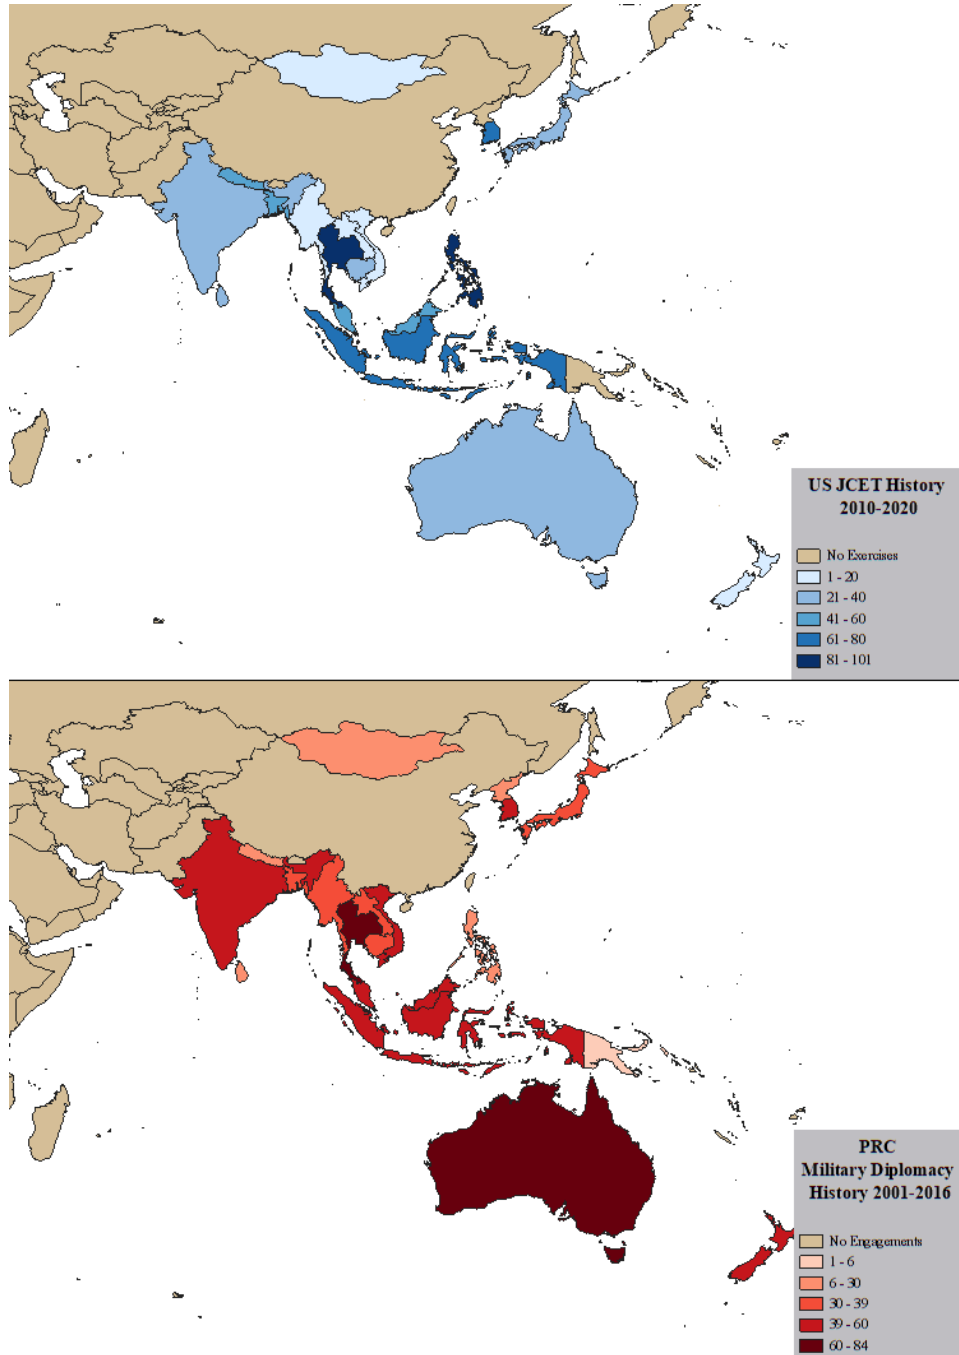 US JCET History
2010-2020
No Exercises
1 - 20
21 - 40
41 - 60
61 - 80
81 - 101
PRC
Military Diplomacy
History 2001-2016
No Engagements
1 - 6
6 - 30
30 - 39
39 - 60
60 - 84